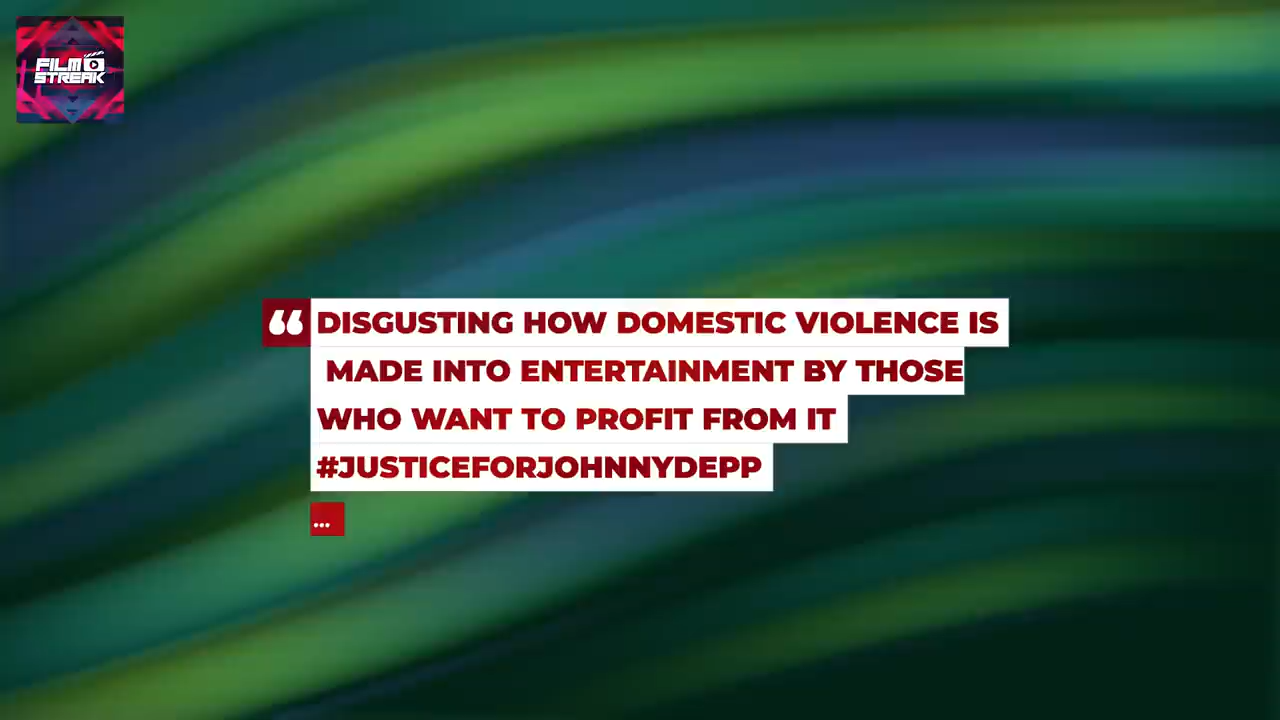 FILM
STREAK
“ DISGUSTING HOW DOMESTIC VIOLENCE IS
MADE INTO ENTERTAINMENT BY THOSE
WHO WANT TO PROFIT FROM IT
#JUSTICEFORJOHNNYDEPP
...